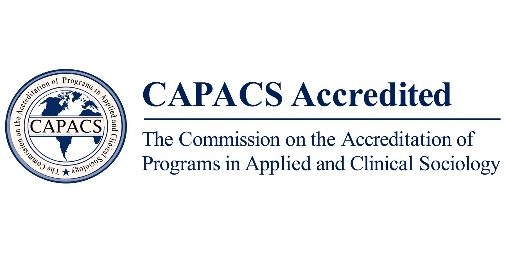 The Commission on the Accreditation of Programs in Applied and Clinical Sociology
CAPACS
CAPACS Accredited
The Commission on the Accreditation of
Programs in Applied and Clinical Sociology